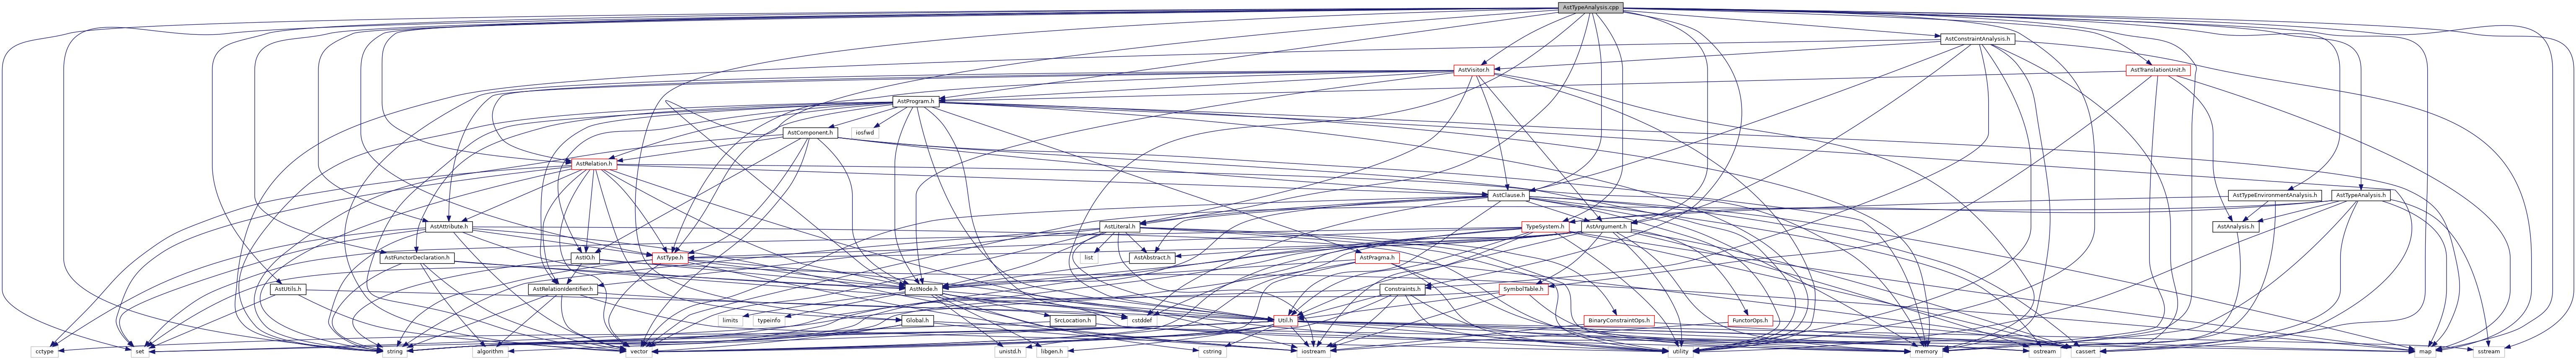 AstTypeAnalysis.cpp
AstConstraintAnalysis.h
AstVisitor.h
AstTranslationUnit.h
AstProgram.h
AstComponent.h
iosfwd
AstRelation.h
AstClause.h
AstTypeEnvironmentAnalysis.h
AstTypeAnalysis.h
AstAttribute.h
AstLiteral.h
TypeSystem.h
AstArgument.h
AstAnalysis.h
AstFunctorDeclaration.h
AstIO.h
AstType.h
list
AstAbstract.h
AstPragma.h
AstUtils.h
AstRelationIdentifier.h
AstNode.h
Constraints.h
SymbolTable.h
limits
typeinfo
Global.h
SrcLocation.h
cstddef
Util.h
BinaryConstraintOps.h
FunctorOps.h
cctype
set
string
algorithm
vector
cstring
unistd.h
libgen.h
iostream
utility
memory
ostream
cassert
map
sstream